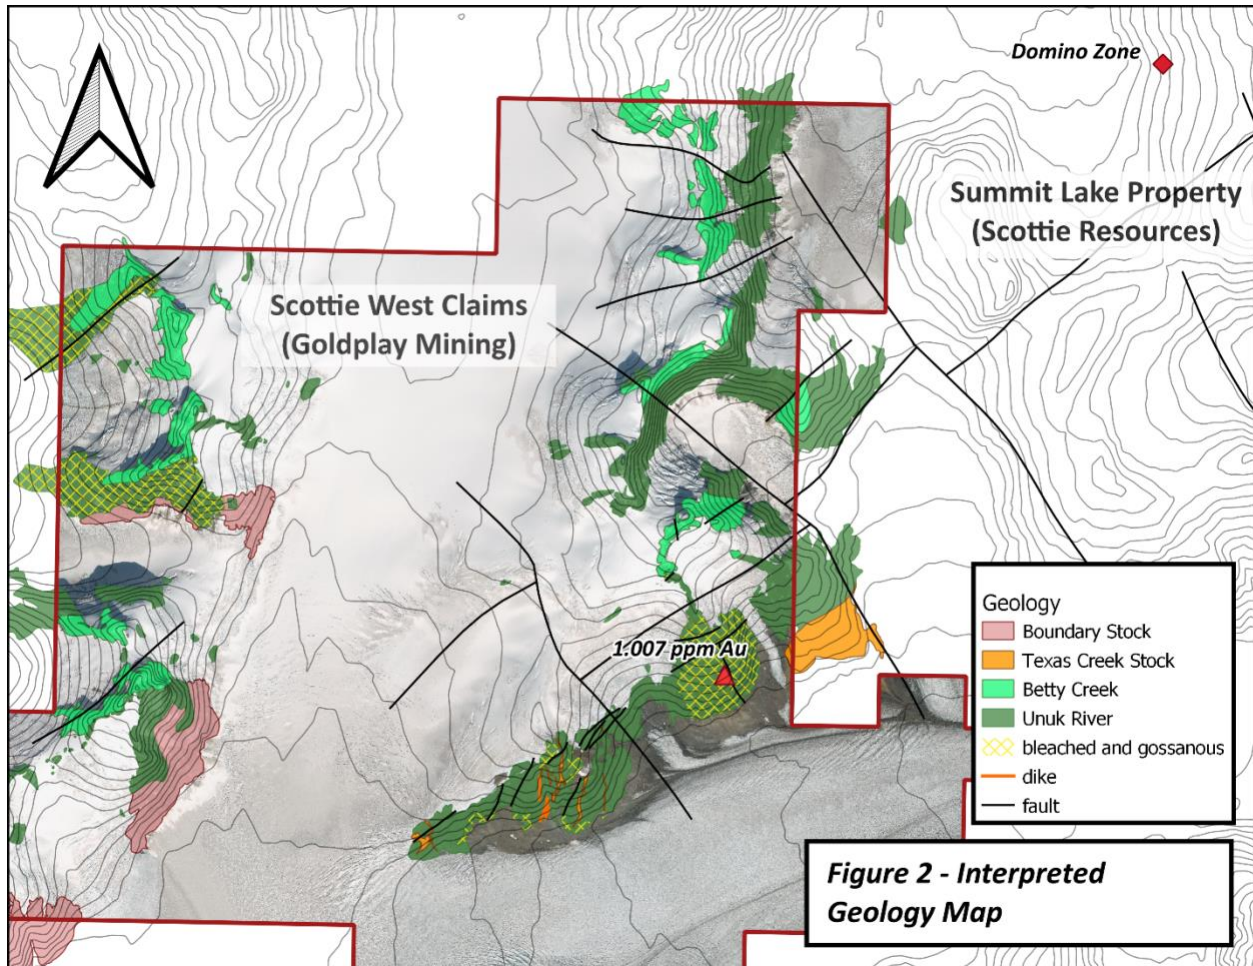 Domino Zone
Summit Lake Property
(Scottie Resources)
Scottie West Claims
(Goldplay Mining)
1.007 ppm Au
Geology
Boundary Stock
Texas Creek Stock
Betty Creek
Unuk River
bleached and gossanous
dike
fault
Figure 2 - Interpreted
Geology Map